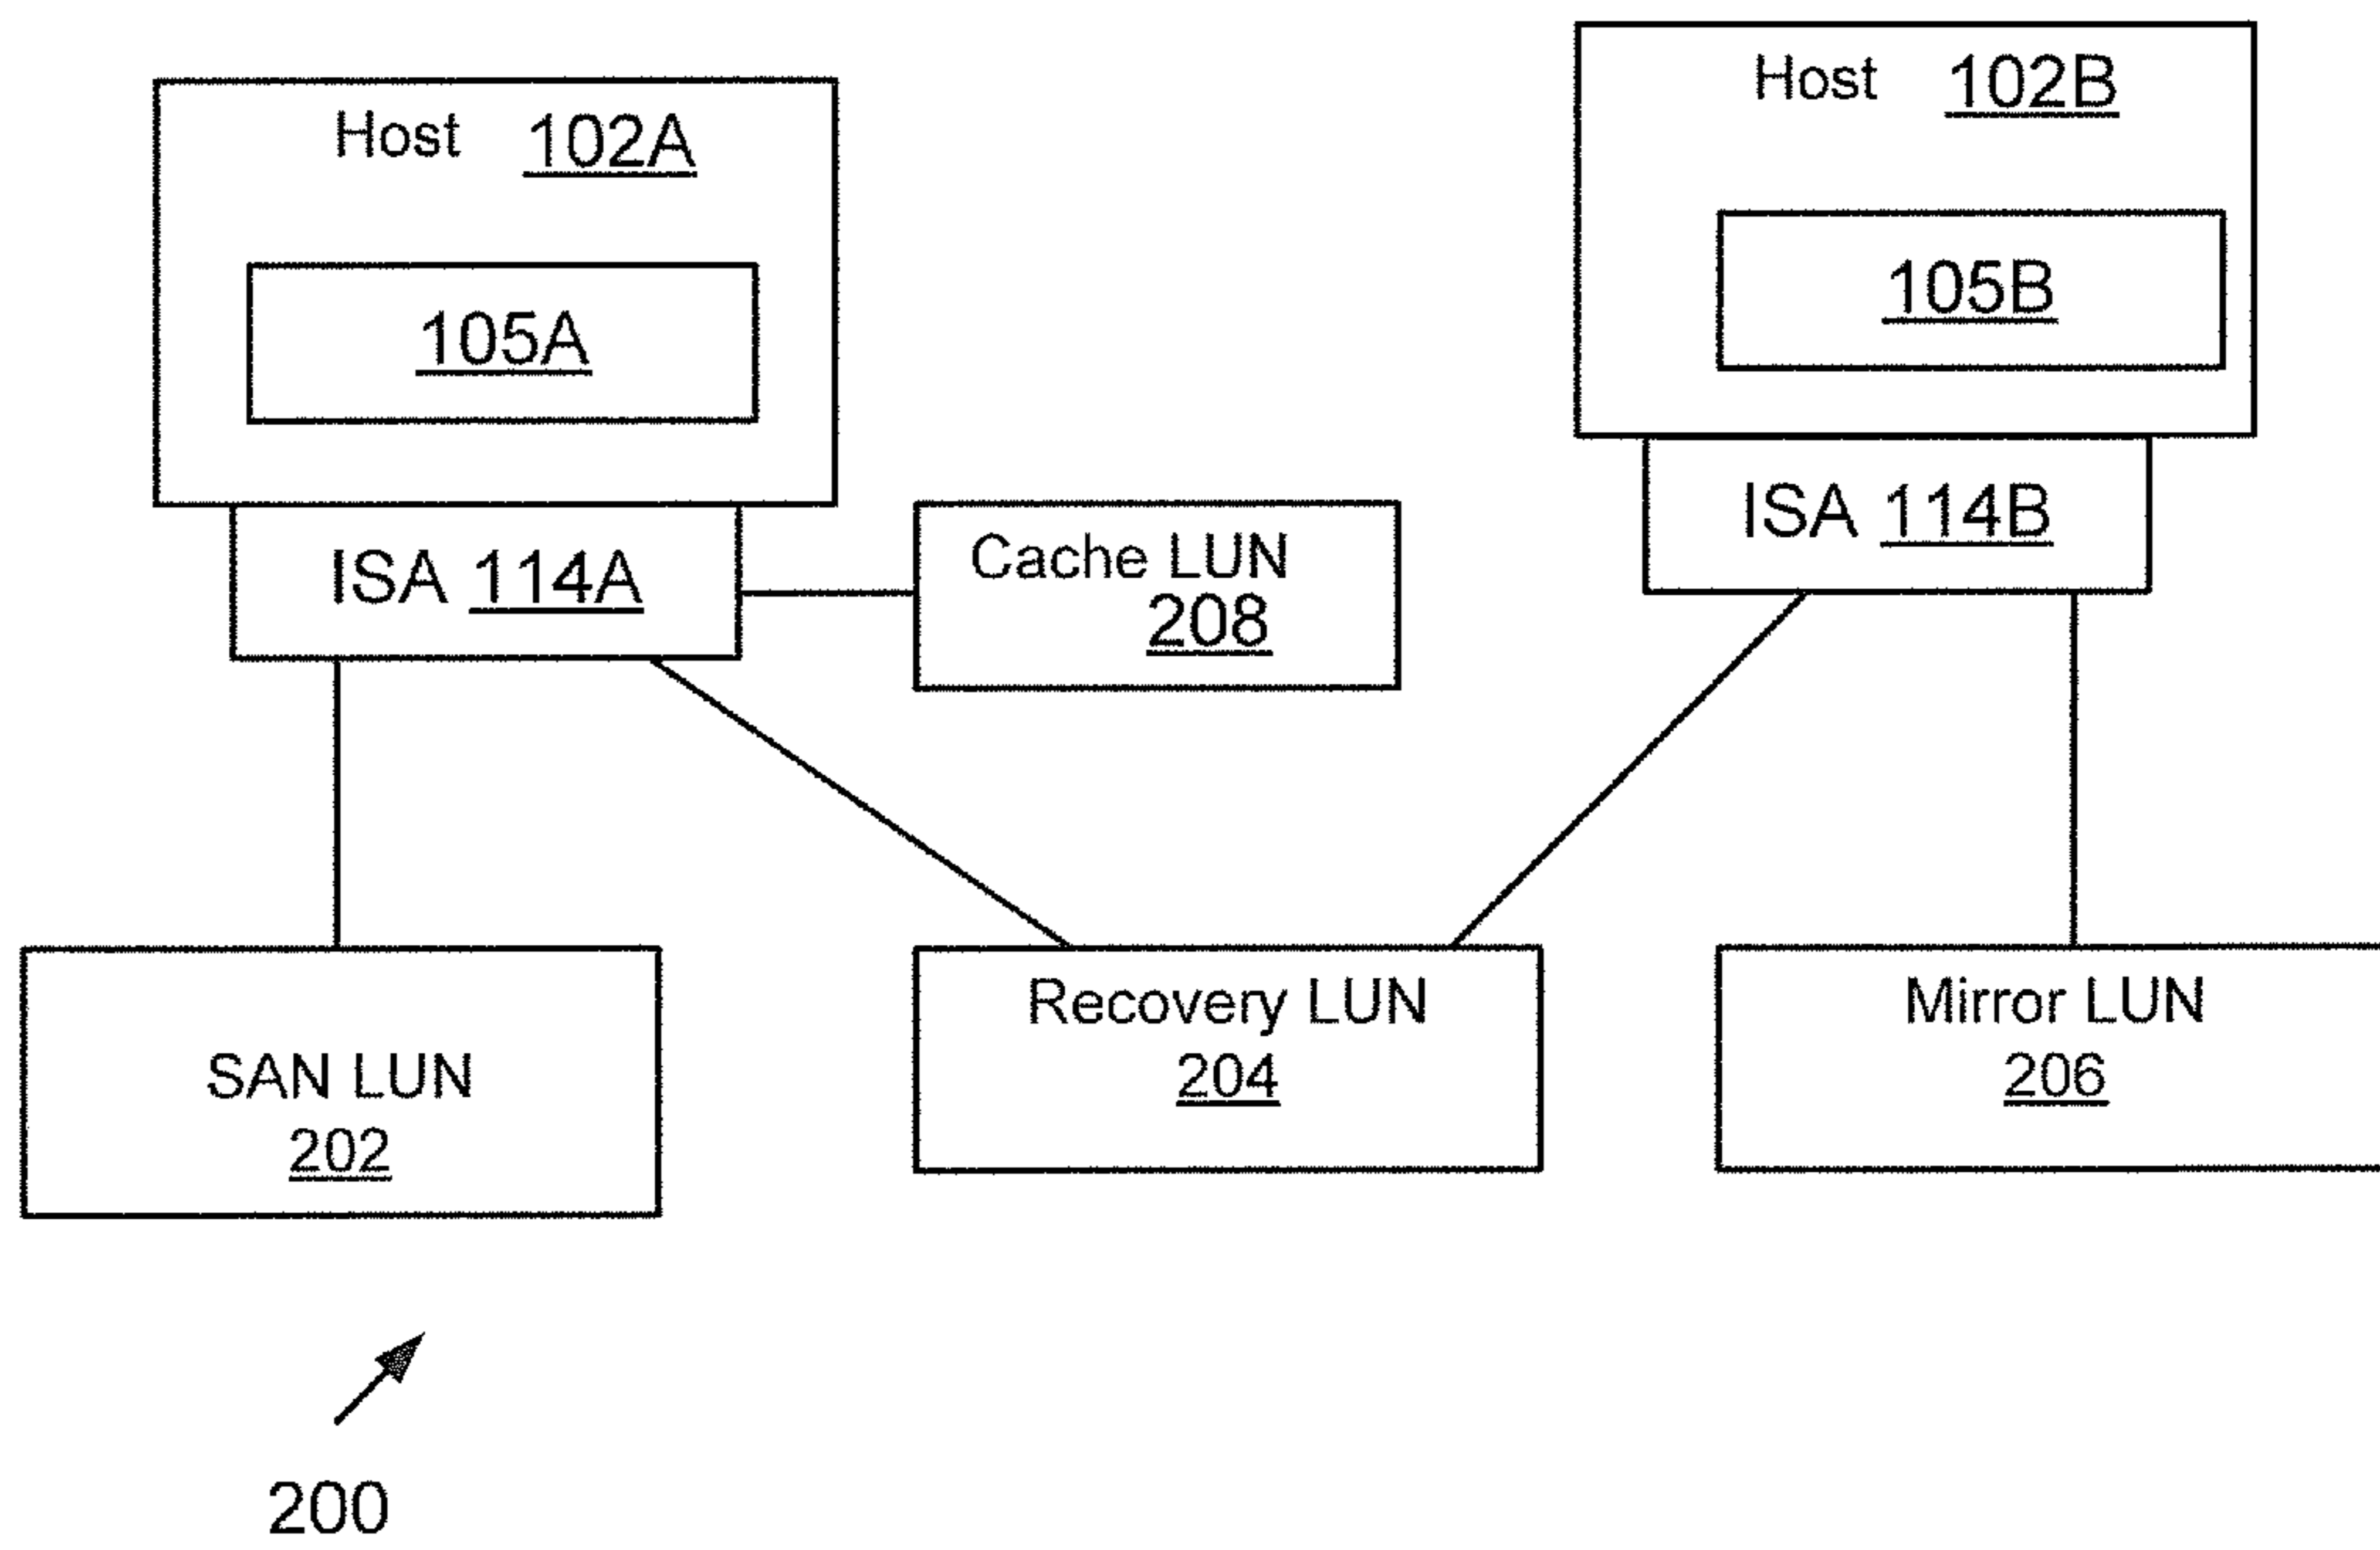 Host 102A
105A
ISA 114A
Cache LUN
208
Host 102B
105B
ISA 114B
SAN LUN
202
Recovery LUN
204
Mirror LUN
206
200